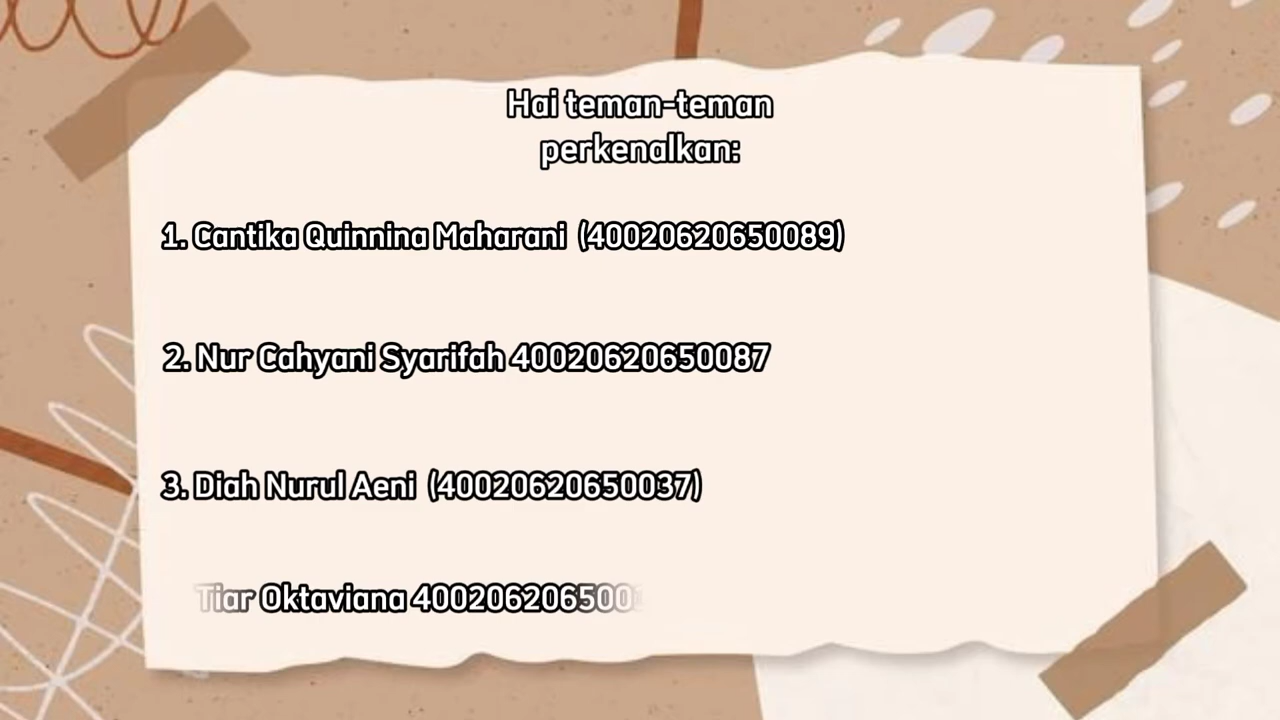 Hai teman-teman
perkenalkan:
1. Cantika Quinnina Maharani (40020620650089)
2. Nur Cahyani Syarifah 40020620650087
3. Diah Nurul Aeni (40020620650037)
Tiar Oktaviana